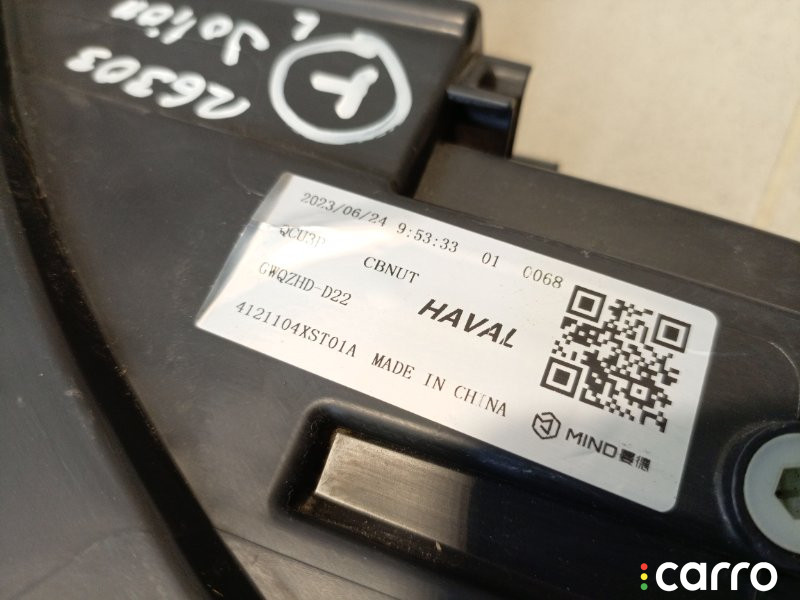 L
Jolion
Т
26303
2023/06/24 9:53:33 01 C068
QCU3D CBNUT
GWQZHD-D22
HAVAL
4121104XST01A MADE IN CHINA
MIND
carro